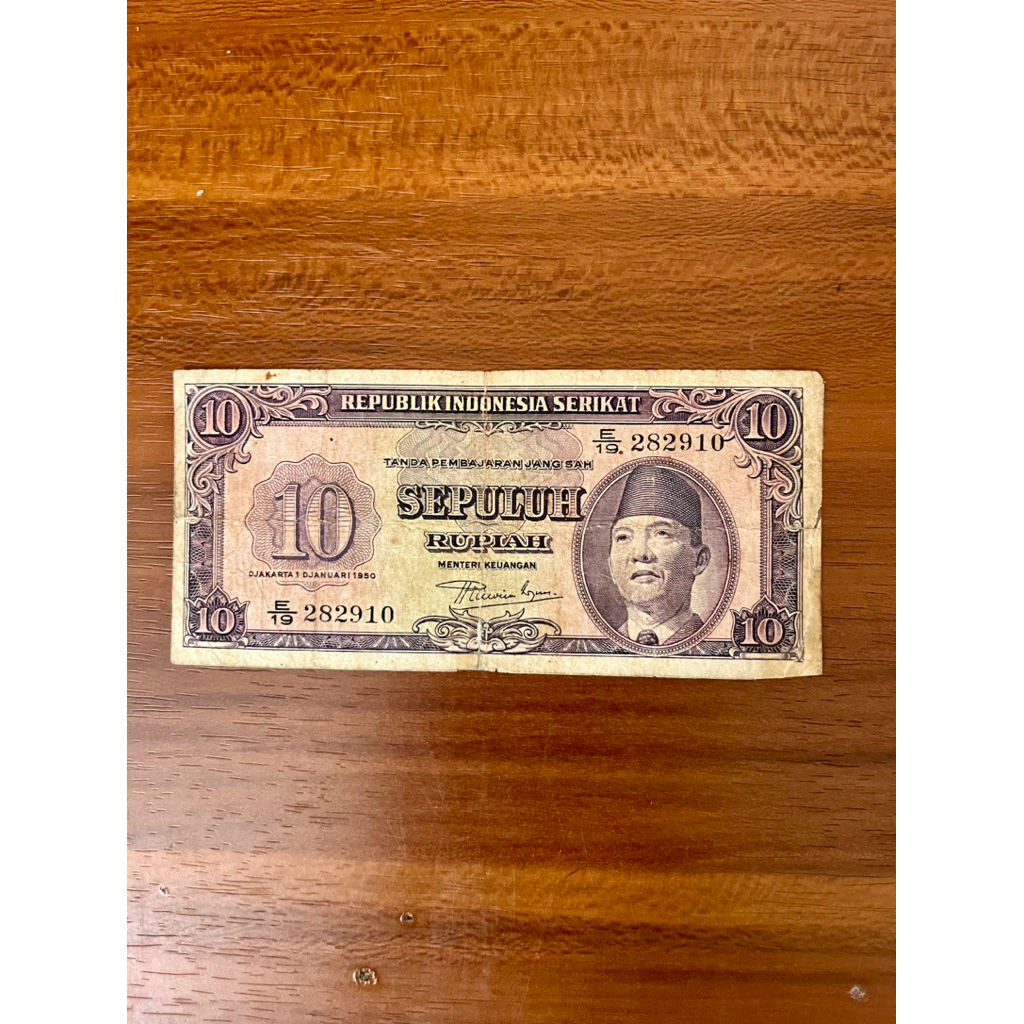 REPUBLIK INDONESIA SERIKAT
10
10
E/19. 282910
TANDA PEMBAJARAN JANG SAH
SEPULUH
10
RUPIAH
MENTERI KEUANGAN
DJAKARTA 1 DJANUARI 1950
E/19 282910
10
10